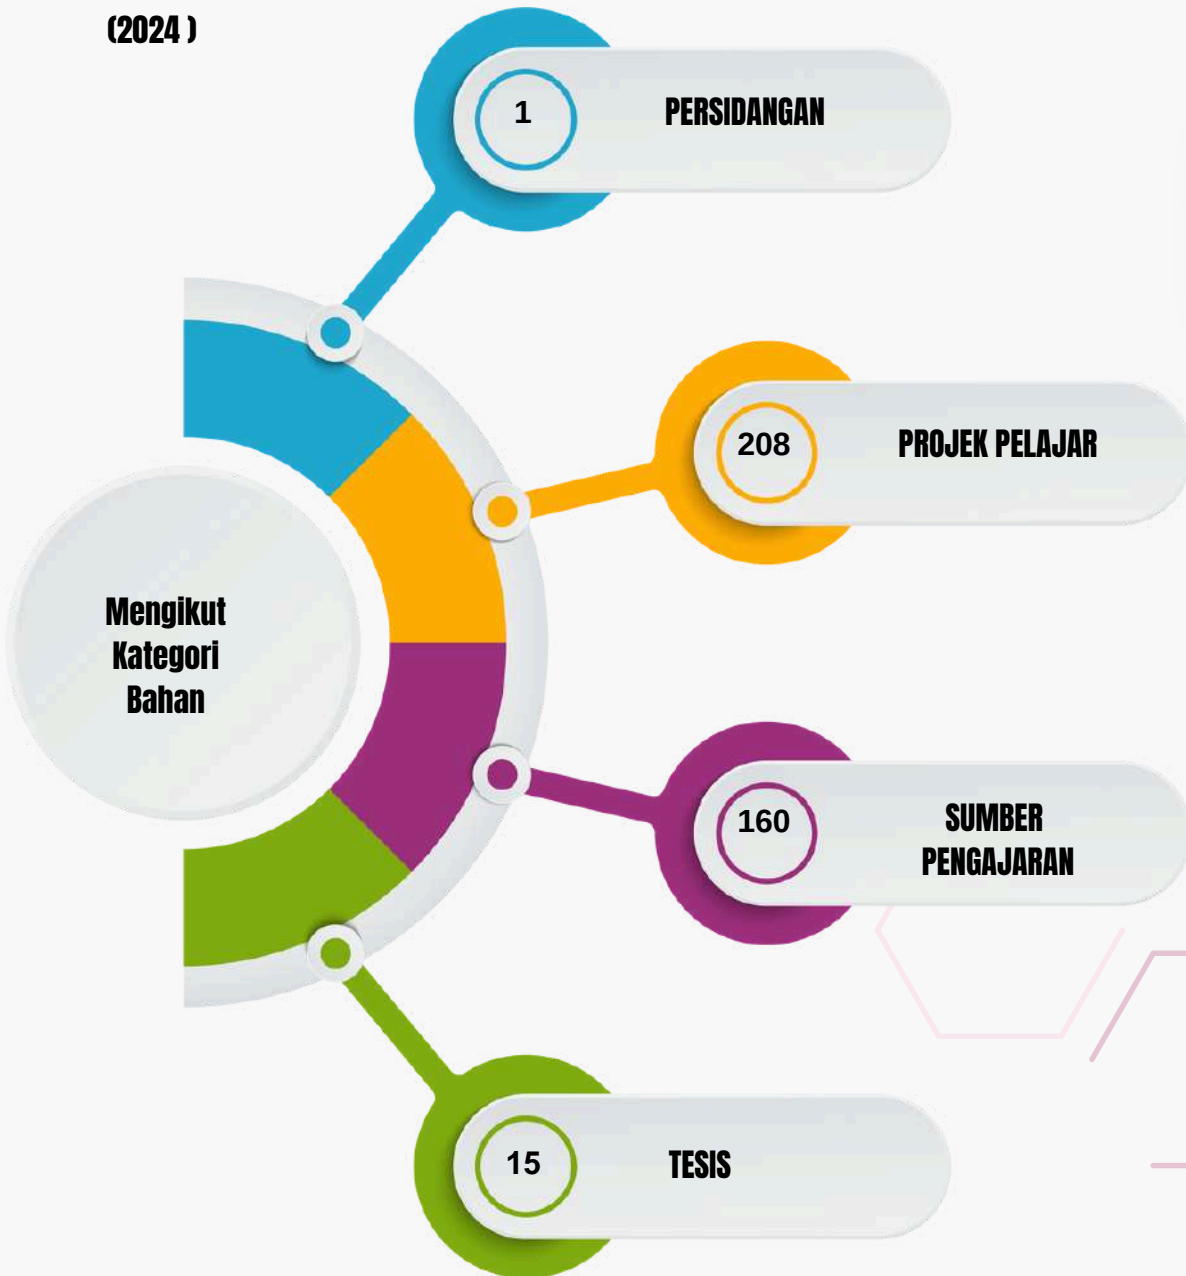 (2024 )
1
PERSIDANGAN
208
PROJEK PELAJAR
Mengikut
Kategori
Bahan
160
SUMBER
PENGAJARAN
15
TESIS